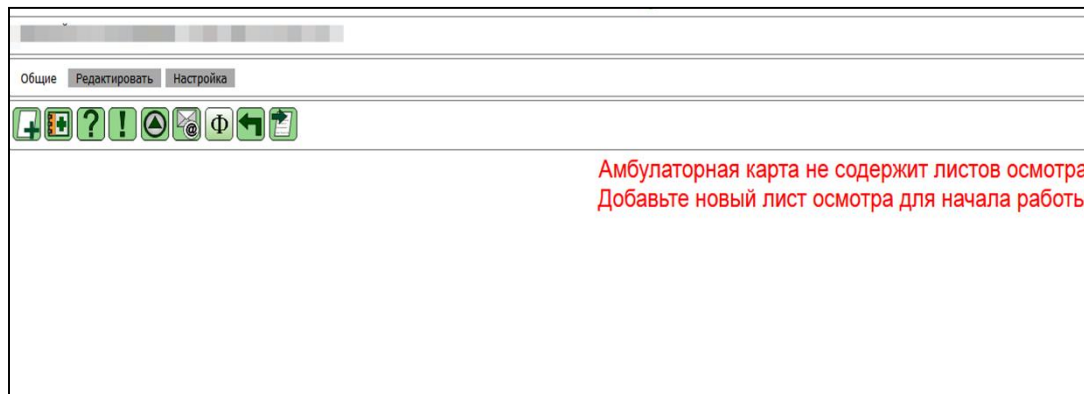 Общие Редактировать Настройка
Ф
Амбулаторная карта не содержит листов осмотра
Добавьте новый лист осмотра для начала работы